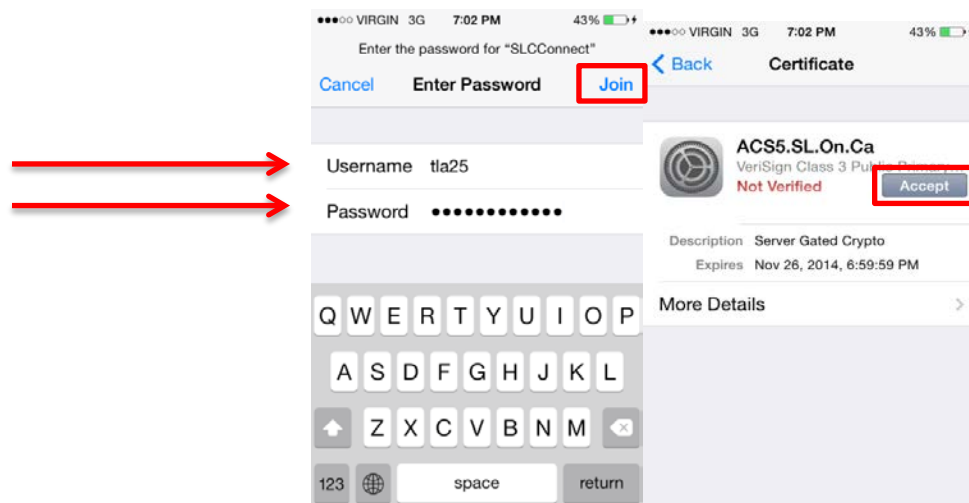 VIRGIN 3G 7:02 PM 43%
Enter the password for “SLCConnect”
Cancel Enter Password Join
Username tla25
Password ••••••••••••
Q W E R T Y U I O P
A S D F G H J K L
Z X C V B N M
123 space return
VIRGIN 3G 7:02 PM 43%
Back Certificate
ACS5.SL.On.Ca
VeriSign Class 3 Public Primary...
Not Verified Accept
Description Server Gated Crypto
Expires Nov 26, 2014, 6:59:59 PM
More Details